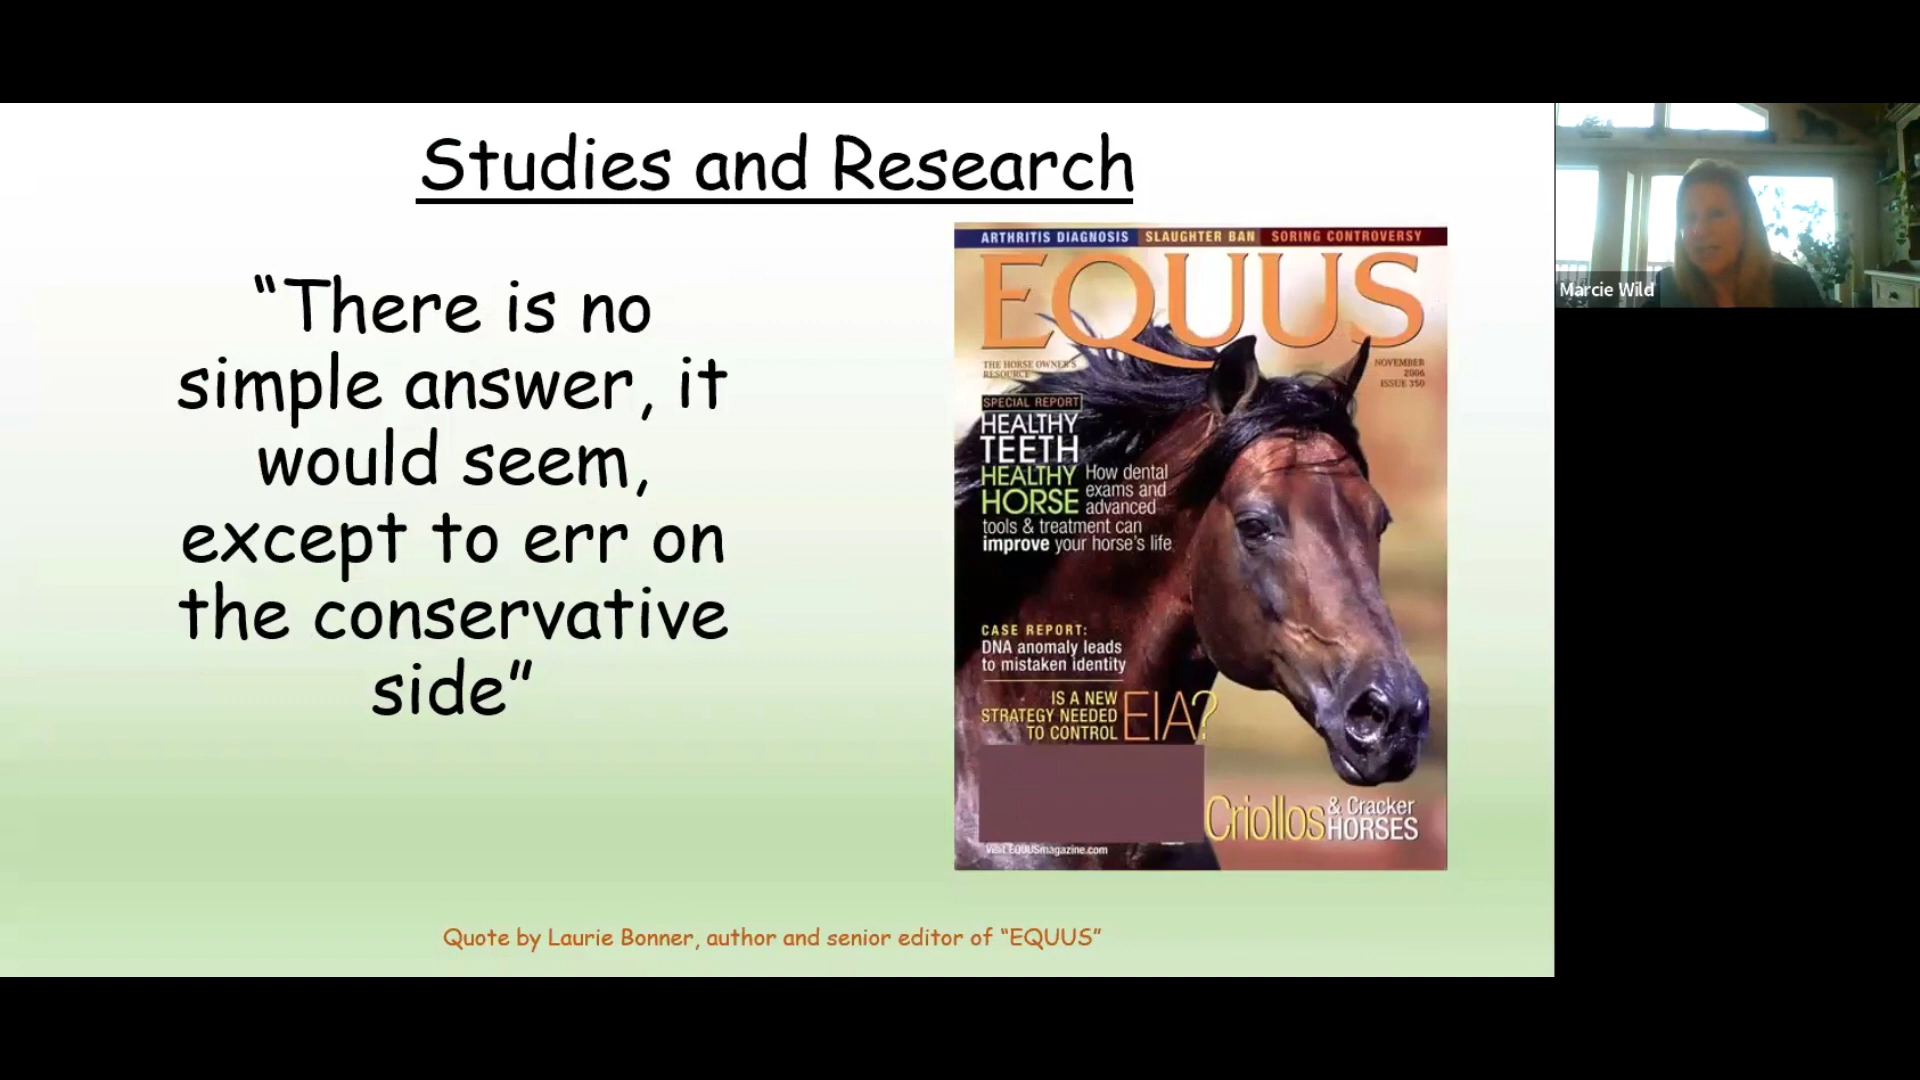 Studies and Research
“There is no
simple answer, it
would seem,
except to err on
the conservative
side”
ARTHRITIS DIAGNOSIS SLAUGHTER BAN SORING CONTROVERSY
EQUUS
THE HORSE OWNER'S
RESOURCE
NOVEMBER
2006
ISSUE 350
SPECIAL REPORT
HEALTHY
TEETH
HEALTHY
HORSE
How dental
exams and
advanced
tools & treatment can
improve your horse's life
CASE REPORT:
DNA anomaly leads
to mistaken identity
IS A NEW
STRATEGY NEEDED
TO CONTROL
EIA?
Criollos & Cracker
HORSES
Visit EQUUSmagazine.com
Quote by Laurie Bonner, author and senior editor of “EQUUS”
Marcie Wild